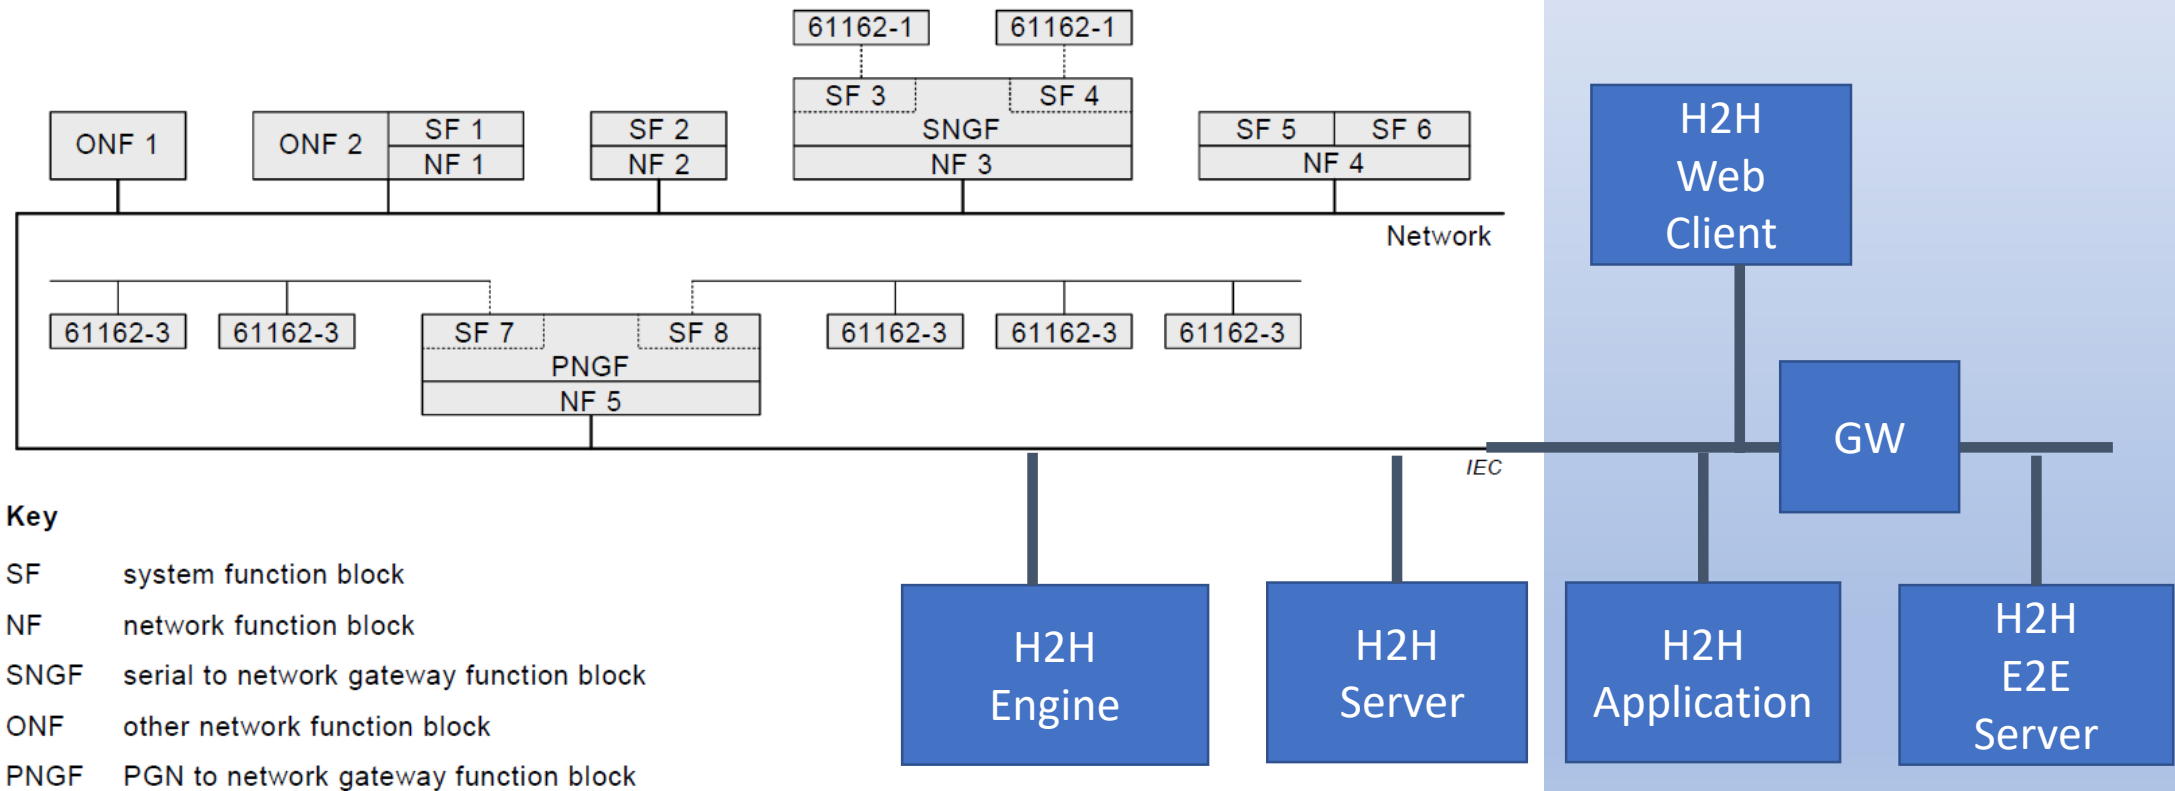 61162-1
61162-1
SF 3
SF 4
SNGF
NF 3
ONF 1
ONF 2
SF 1
NF 1
SF 2
NF 2
SF 5
SF 6
NF 4
Network
61162-3
61162-3
SF 7
SF 8
PNGF
NF 5
61162-3
61162-3
61162-3
IEC
H2H
Web
Client
GW
H2H
Engine
H2H
Server
H2H
Application
H2H
E2E
Server
Key
SF system function block
NF network function block
SNGF serial to network gateway function block
ONF other network function block
PNGF PGN to network gateway function block